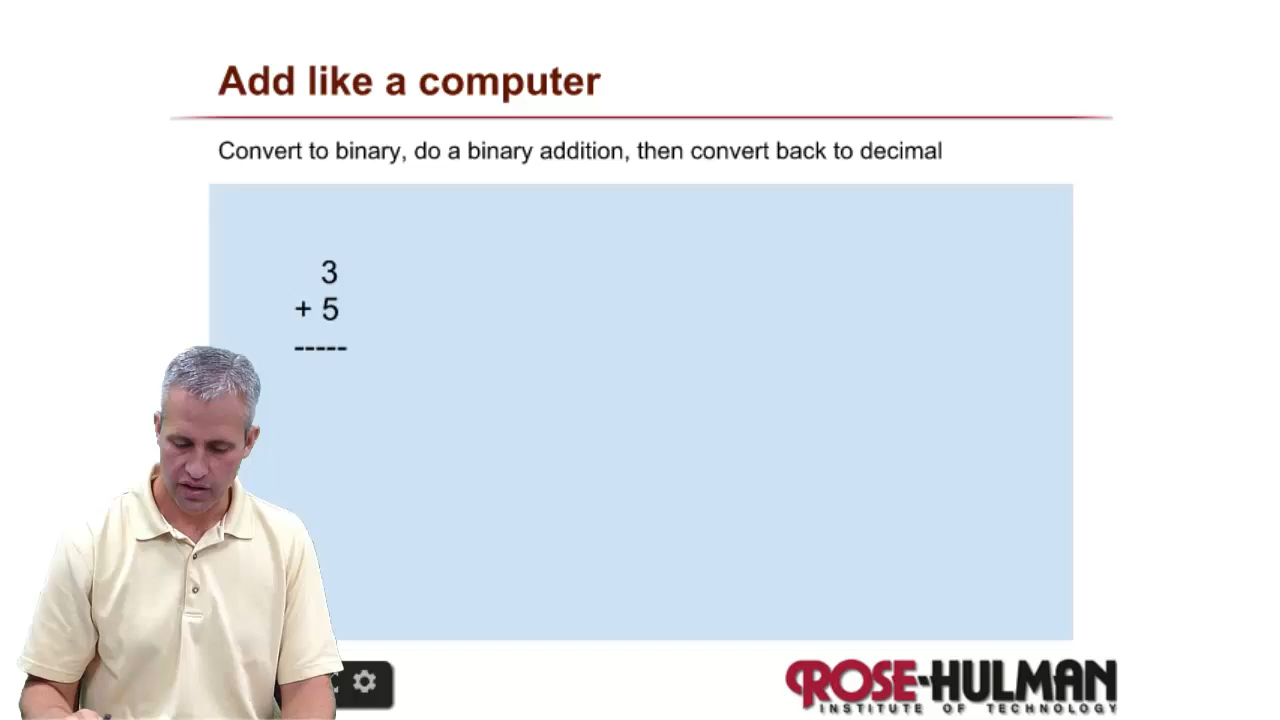 Add like a computer
Convert to binary, do a binary addition, then convert back to decimal
3
+ 5
-----
ROSE-HULMAN
INSTITUTE OF TECHNOLOGY